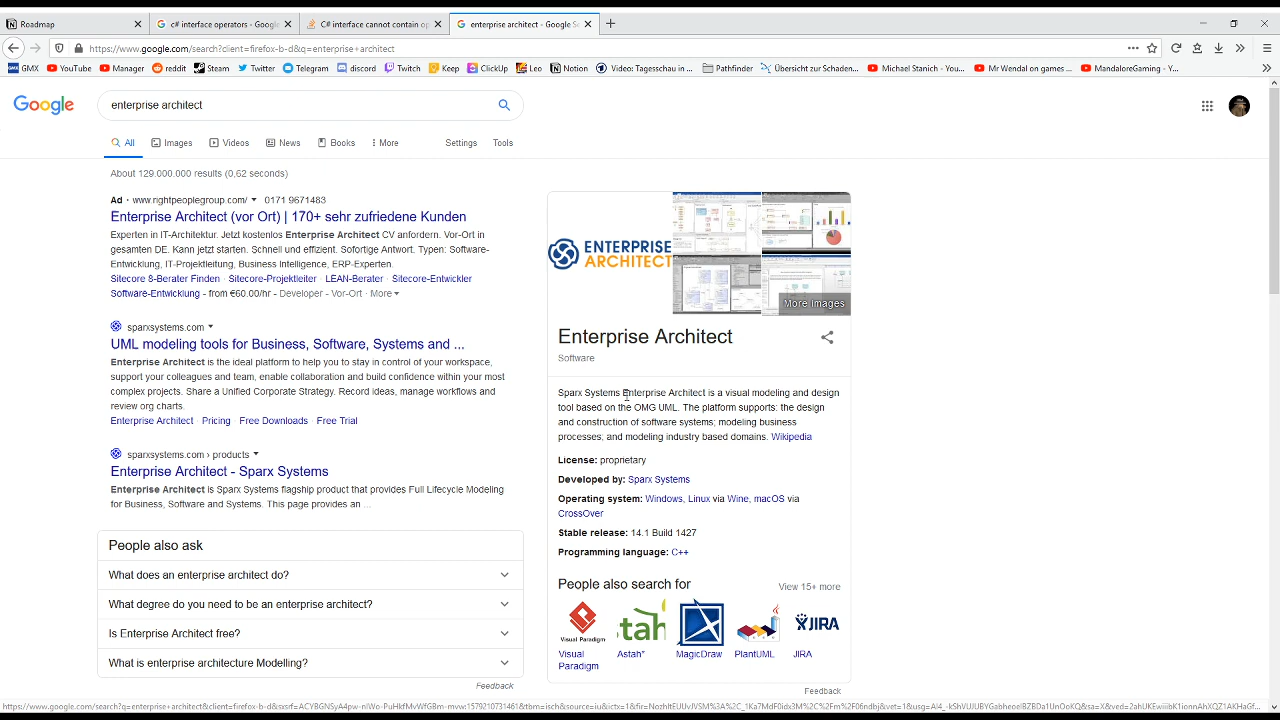 Roadmap
c# interface operators - Google
C# interface cannot contain op
enterprise architect - Google Se
https://www.google.com/search?client=firefox-b-d&q=enterprise+architect
GMX
YouTube
Manager
reddit
Steam
Twitter
Telegram
discord
Twitch
Keep
ClickUp
Notion
Video: Tagesschau in ...
Pathfinder
Übersicht zu Schaden...
Michael Stanich - You...
Mr Wendal on games ...
MandaloreGaming - Y...
Google
enterprise architect
All
Images
Videos
News
Books
More
Settings
Tools
About 129.000.000 results (0,62 seconds)
Ad · www.rightpeoplegroup.com/ 0171 9671483
Enterprise Architect (vor Ort) | 170+ sehr zufriedene Kunden
Experten in IT-Architektur. Jetzt kostenlos Enterprise Architect CV anfordern. Vor-Ort in
gesamten DE. Kann jetzt starten. Schnell und effizient. Sofortige Antwort. Typen: Software-
Entwicklung, IT-Projektleitung, Business Intelligence, ERP-Experten.
Sitecore 8-Berater Finden · Sitecore-Projektleiter · LEAN-Berater · Sitecore-Entwickler
Software-Entwicklung - from €60.00/hr - Developer - Vor-Ort · More
sparxsystems.com
UML modeling tools for Business, Software, Systems and ...
Enterprise Architect is the ideal platform to help you to stay in control of your workspace,
support your colleagues and team, enable collaboration and build confidence within your most
complex projects. Share a Unified Corporate Strategy. Record ideas, manage workflows and
review org charts.
Enterprise Architect · Pricing · Free Downloads · Free Trial
sparxsystems.com › products
Enterprise Architect - Sparx Systems
Enterprise Architect is Sparx Systems flagship product that provides Full Lifecycle Modeling
for Business, Software and Systems. This page provides an ...
People also ask
What does an enterprise architect do?
What degree do you need to be an enterprise architect?
Is Enterprise Architect free?
What is enterprise architecture Modelling?
Feedback
ENTERPRISE
ARCHITECT
More images
Enterprise Architect
Software
Sparx Systems Enterprise Architect is a visual modeling and design
tool based on the OMG UML. The platform supports: the design
and construction of software systems; modeling business
processes; and modeling industry based domains. Wikipedia
License: proprietary
Developed by: Sparx Systems
Operating system: Windows, Linux via Wine, macOS via
CrossOver
Stable release: 14.1 Build 1427
Programming language: C++
People also search for
View 15+ more
Visual Paradigm
JIRA
Visual
Paradigm
Astah*
MagicDraw
PlantUML
JIRA
Feedback